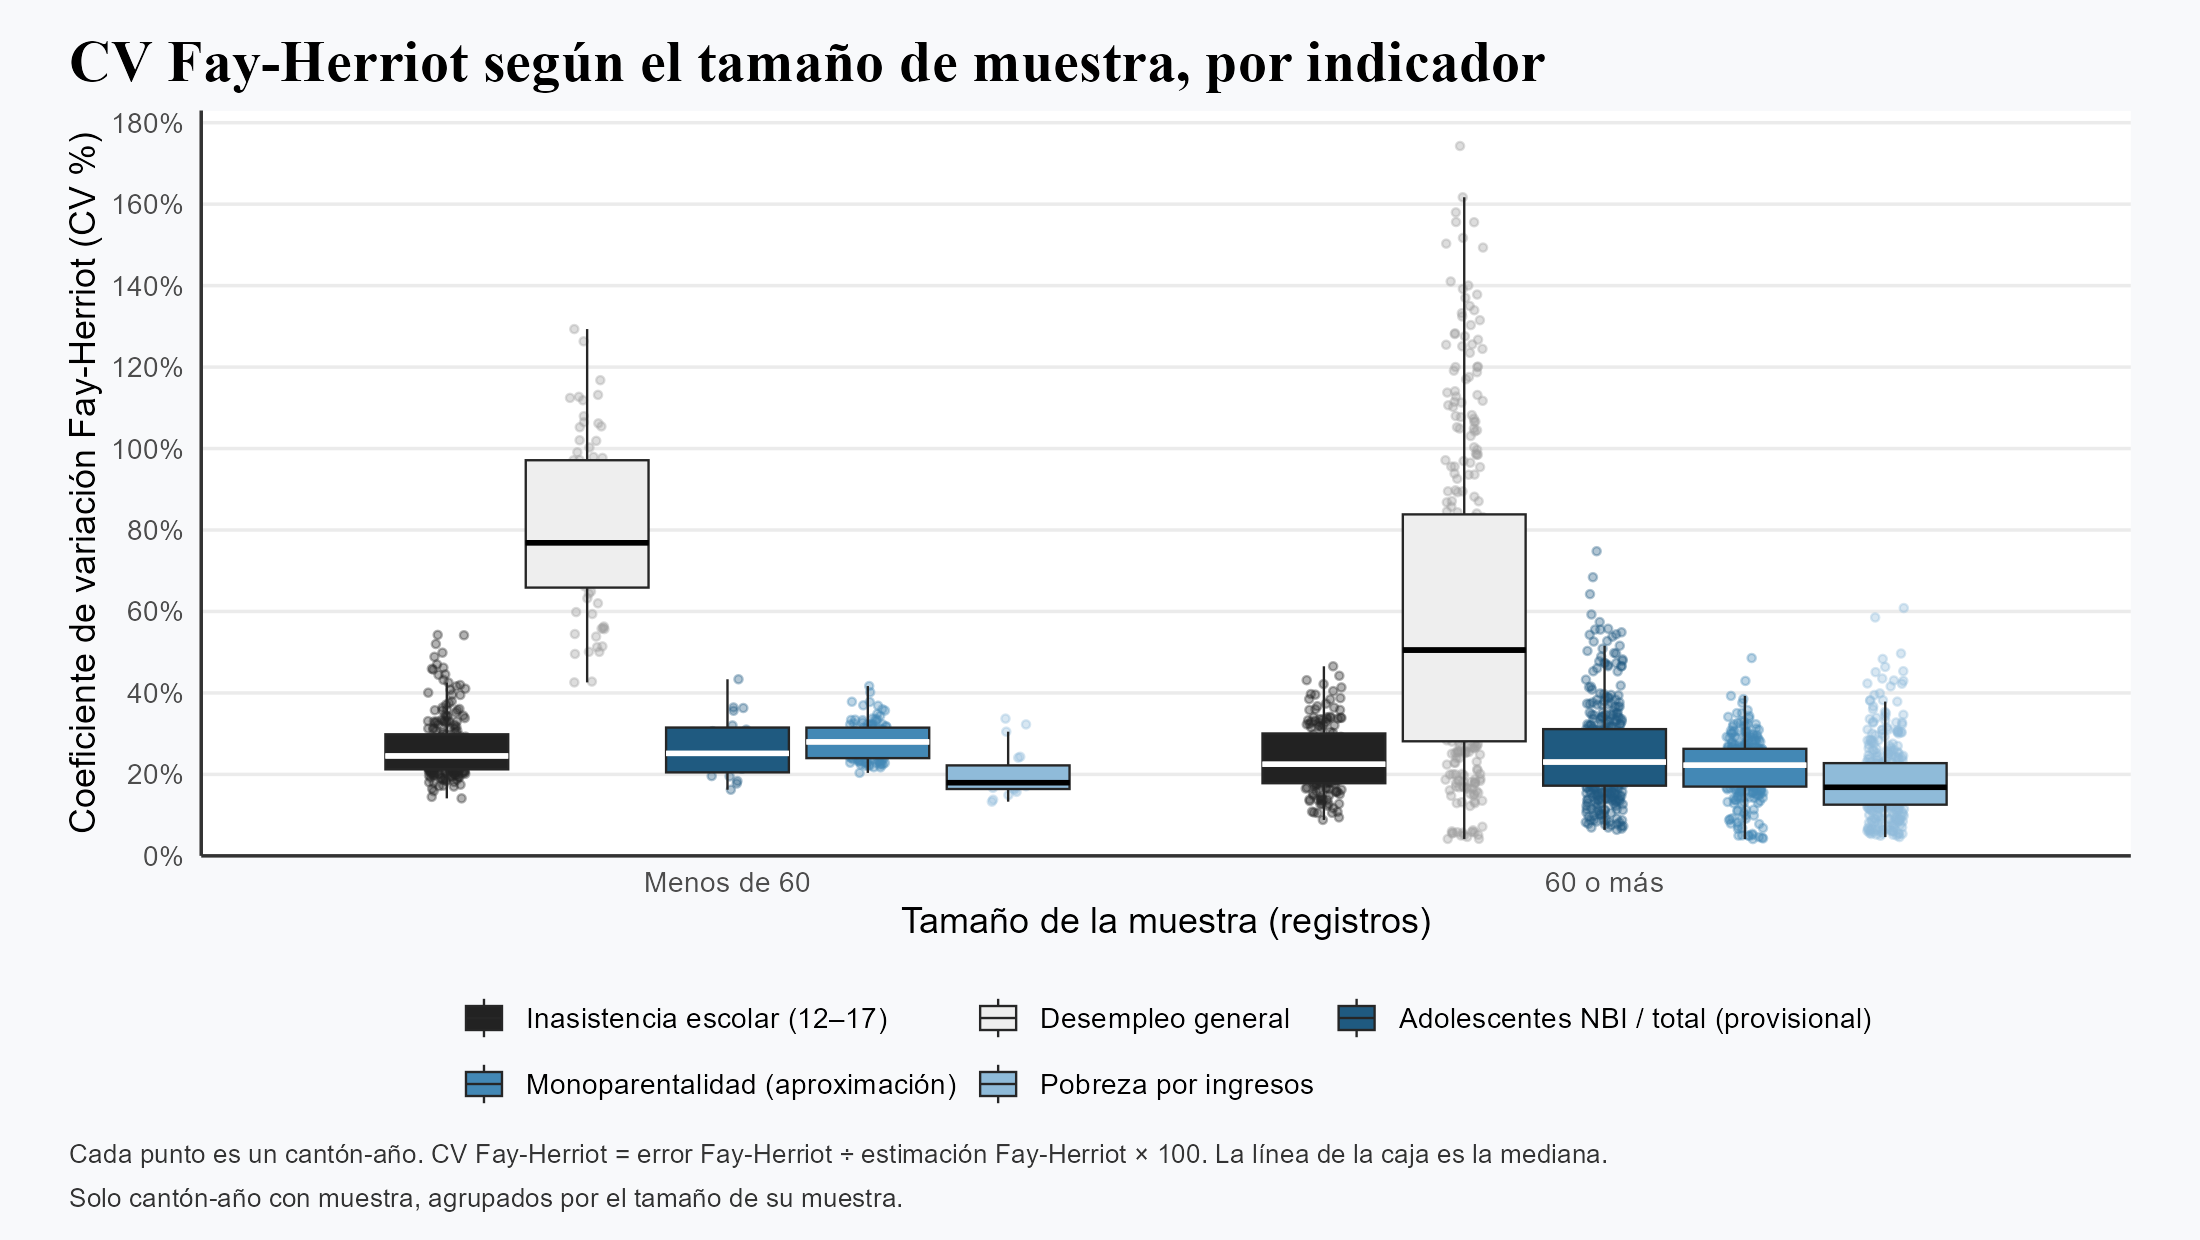 CV Fay-Herriot según el tamaño de muestra, por indicador
Coeficiente de variación Fay-Herriot (CV %)
180%
160%
140%
120%
100%
80%
60%
40%
20%
0%
Menos de 60
60 o más
Tamaño de la muestra (registros)
Inasistencia escolar (12–17)
Desempleo general
Adolescentes NBI / total (provisional)
Monoparentalidad (aproximación)
Pobreza por ingresos
Cada punto es un cantón-año. CV Fay-Herriot = error Fay-Herriot ÷ estimación Fay-Herriot × 100. La línea de la caja es la mediana.
Solo cantón-año con muestra, agrupados por el tamaño de su muestra.